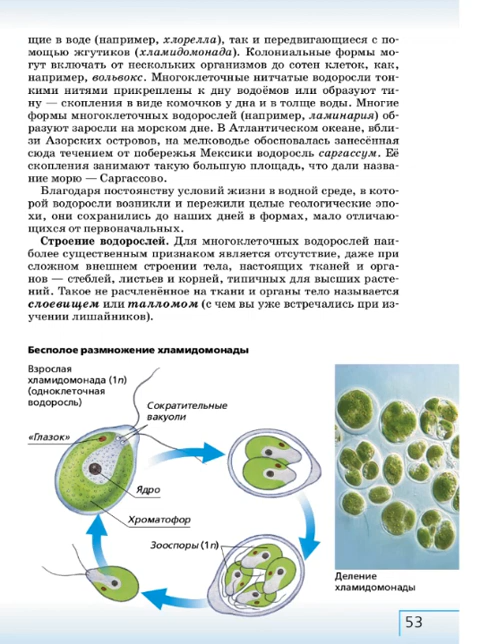 щие в воде (например, хлорелла), так и передвигающиеся с по-
мощью жгутиков (хламидомонада). Колониальные формы мо-
гут включать от нескольких организмов до сотен клеток, как,
например, вольвокс. Многоклеточные нитчатые водоросли тон-
кими нитями прикреплены к дну водоёмов или образуют ти-
ну — скопления в виде комочков у дна и в толще воды. Многие
формы многоклеточных водорослей (например, ламинария) об-
разуют заросли на морском дне. В Атлантическом океане, вбли-
зи Азорских островов, на мелководье обосновалась занесённая
сюда течением от побережья Мексики водоросль саргассум. Её
скопления занимают такую большую площадь, что дали назва-
ние морю — Саргассово.
Благодаря постоянству условий жизни в водной среде, в кото-
рой водоросли возникли и пережили целые геологические эпо-
хи, они сохранились до наших дней в формах, мало отличаю-
щихся от первоначальных.
Строение водорослей. Для многоклеточных водорослей наи-
более существенным признаком является отсутствие, даже при
сложном внешнем строении тела, настоящих тканей и орга-
нов — стеблей, листьев и корней, типичных для высших расте-
ний. Такое не расчленённое на ткани и органы тело называется
слоевищем или талломом (с чем вы уже встречались при из-
учении лишайников).
Бесполое размножение хламидомонады
Взрослая
хламидомонада (1n)
(одноклеточная
водоросль)
Сократительные
вакуоли
«Глазок»
Ядро
Хроматофор
Зооспоры (1n)
Деление
хламидомонады
53